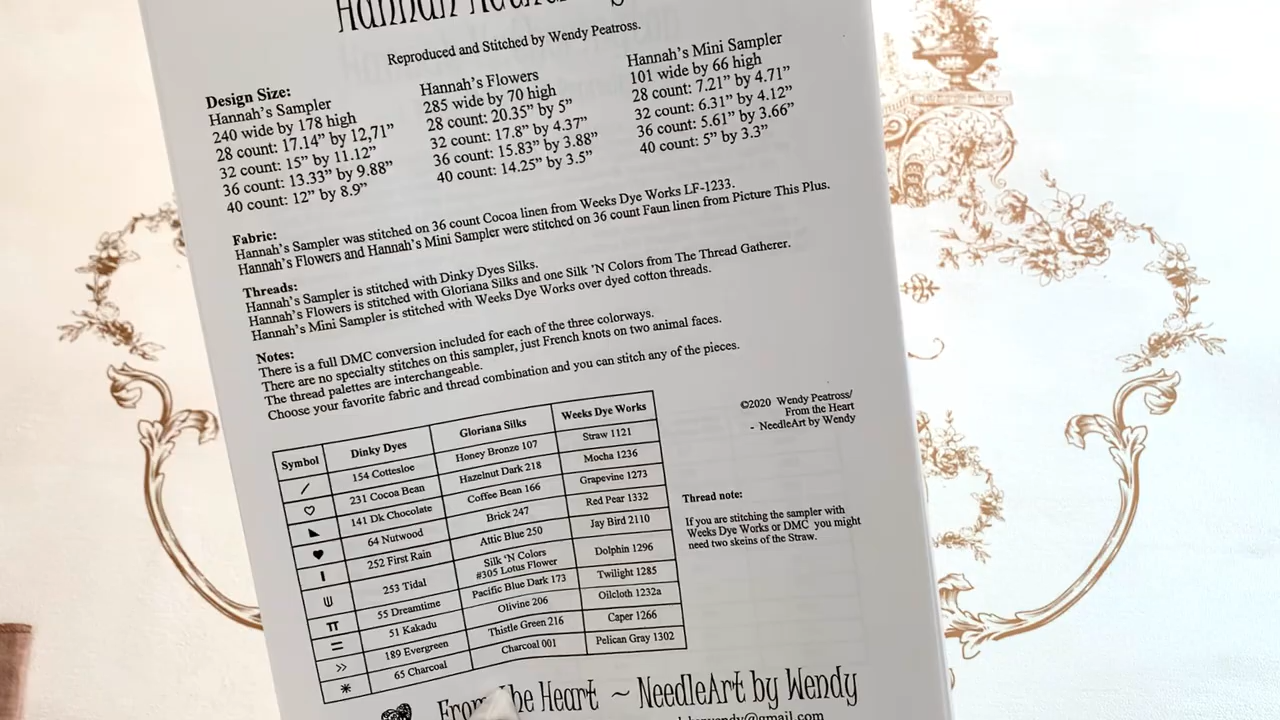 Hannah
Reproduced and Stitched by Wendy Peatross.
Design Size:
Hannah's Sampler
240 wide by 178 high
28 count: 17.14" by 12.71"
32 count: 15" by 11.12"
36 count: 13.33" by 9.88"
40 count: 12" by 8.9"
Hannah's Flowers
285 wide by 70 high
28 count: 20.35" by 5"
32 count: 17.8" by 4.37"
36 count: 15.83" by 3.88"
40 count: 14.25" by 3.5"
Hannah's Mini Sampler
101 wide by 66 high
28 count: 7.21" by 4.71"
32 count: 6.31" by 4.12"
36 count: 5.61" by 3.66"
40 count: 5" by 3.3"
Fabric:
Hannah's Sampler was stitched on 36 count Cocoa linen from Weeks Dye Works LF-1233.
Hannah's Flowers and Hannah's Mini Sampler were stitched on 36 count Faun linen from Picture This Plus.
Threads:
Hannah's Sampler is stitched with Dinky Dyes Silks.
Hannah's Flowers is stitched with Gloriana Silks and one Silk 'N Colors from The Thread Gatherer.
Hannah's Mini Sampler is stitched with Weeks Dye Works over dyed cotton threads.
Notes:
There is a full DMC conversion included for each of the three colorways.
There are no specialty stitches on this sampler, just French knots on two animal faces.
The thread palettes are interchangeable.
Choose your favorite fabric and thread combination and you can stitch any of the pieces.
©2020 Wendy Peatross/
From the Heart
- NeedleArt by Wendy
Symbol Dinky Dyes Gloriana Silks Weeks Dye Works
154 Cottesloe Honey Bronze 107 Straw 1121
231 Cocoa Bean Hazelnut Dark 218 Mocha 1236
141 Dk Chocolate Coffee Bean 166 Grapevine 1273
64 Nutwood Brick 247 Red Pear 1332
252 First Rain Attic Blue 250 Jay Bird 2110
253 Tidal Silk 'N Colors #305 Lotus Flower Dolphin 1296
55 Dreamtime Pacific Blue Dark 173 Twilight 1285
51 Kakadu Olivine 206 Oilcloth 1232a
189 Evergreen Thistle Green 216 Caper 1266
65 Charcoal Charcoal 001 Pelican Gray 1302
Thread note:
If you are stitching the sampler with
Weeks Dye Works or DMC you might
need two skeins of the Straw.
From the Heart ~ NeedleArt by Wendy